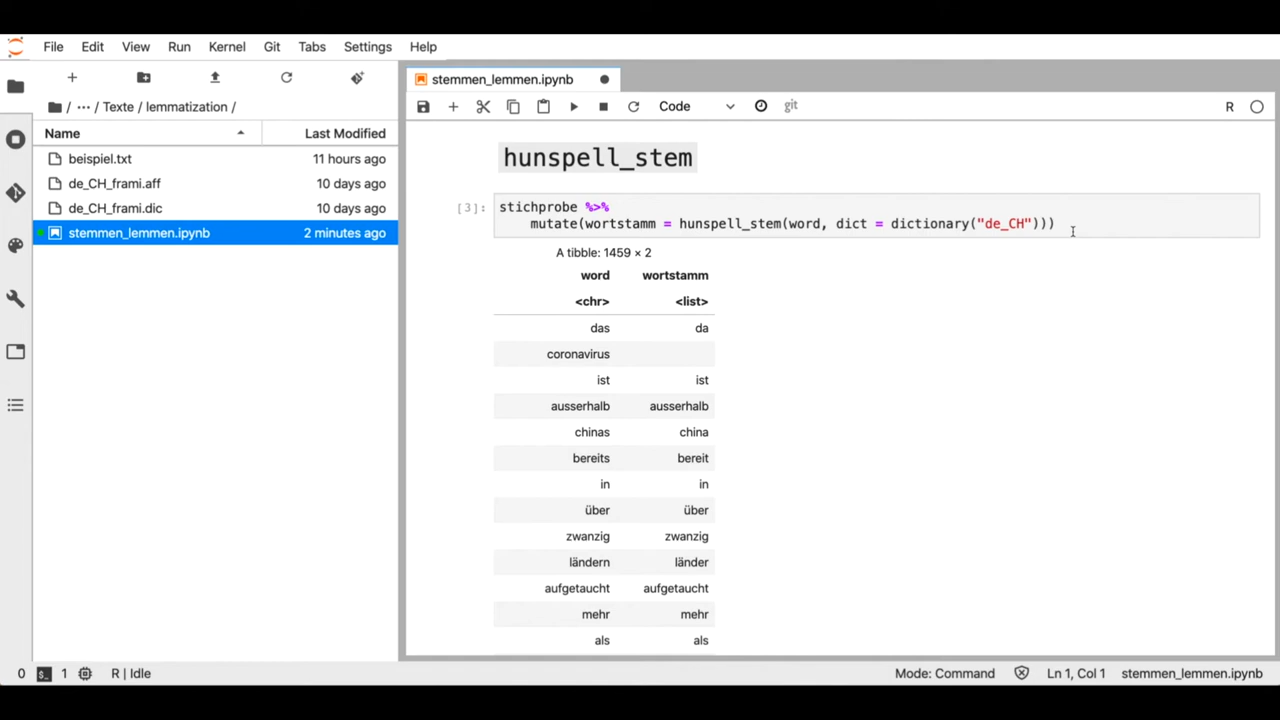 File Edit View Run Kernel Git Tabs Settings Help
/ ··· / Texte / lemmatization /
Name Last Modified
beispiel.txt 11 hours ago
de_CH_frami.aff 10 days ago
de_CH_frami.dic 10 days ago
stemmen_lemmen.ipynb 2 minutes ago
stemmen_lemmen.ipynb
Code git R
hunspell_stem
[3]: stichprobe %>%
mutate(wortstamm = hunspell_stem(word, dict = dictionary("de_CH")))
A tibble: 1459 × 2
word wortstamm
<chr> <list>
das da
coronavirus
ist ist
ausserhalb ausserhalb
chinas china
bereits bereit
in in
über über
zwanzig zwanzig
ländern länder
aufgetaucht aufgetaucht
mehr mehr
als als
0 $_ 1 R | Idle Mode: Command Ln 1, Col 1 stemmen_lemmen.ipynb